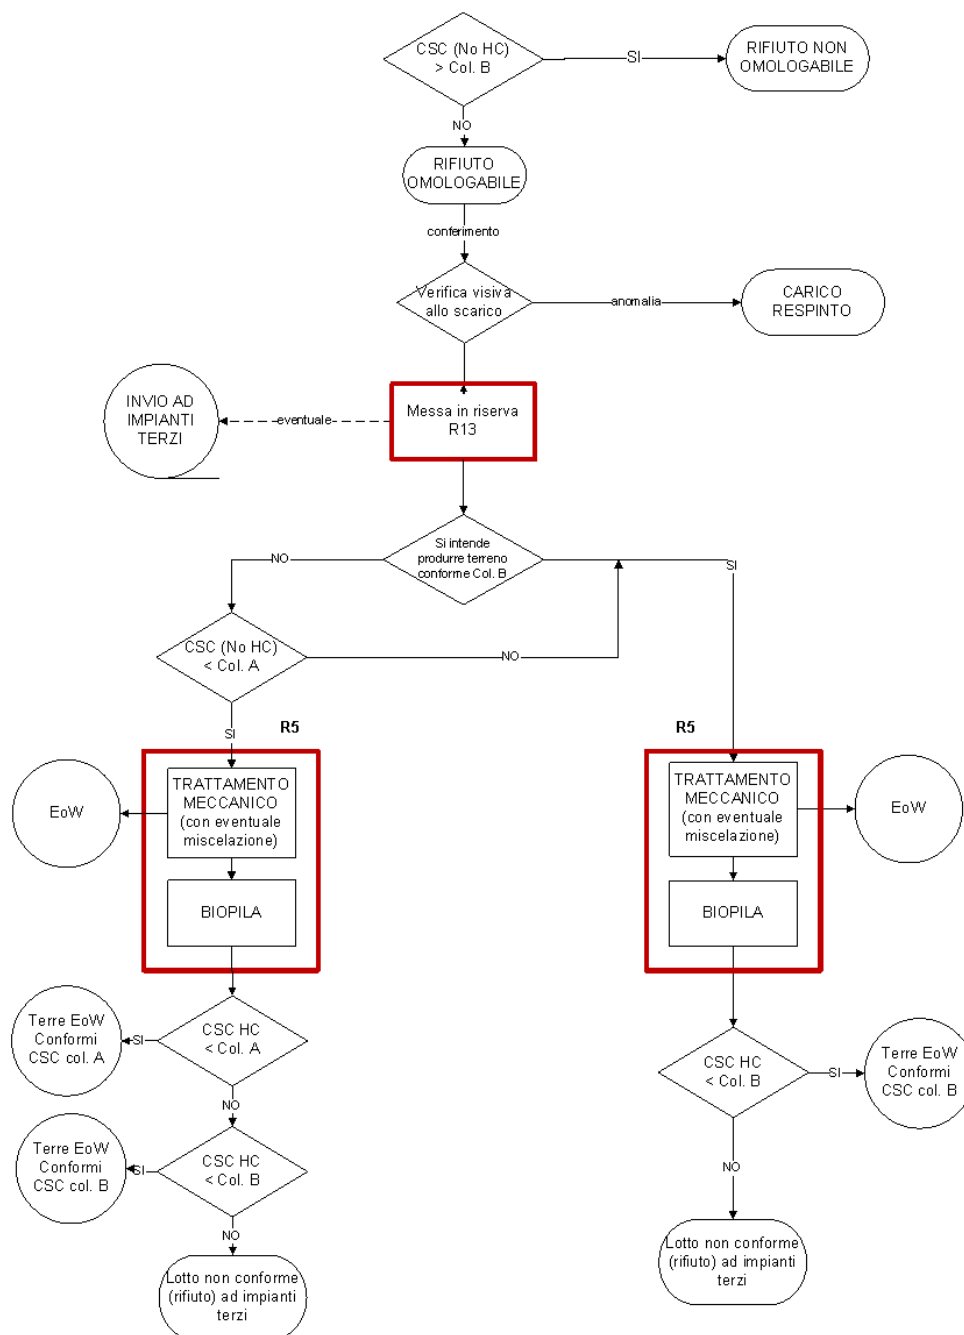 CSC (No HC)
> Col. B
SI
RIFIUTO NON
OMOLOGABILE
NO
RIFIUTO
OMOLOGABILE
conferimento
Verifica visiva
allo scarico
anomalia
CARICO
RESPINTO
INVIO AD
IMPIANTI
TERZI
eventuale
Messa in riserva
R13
Si intende
produrre terreno
conforme Col. B
NO
SI
CSC (No HC)
< Col. A
NO
SI
R5
R5
TRATTAMENTO
MECCANICO
(con eventuale
miscelazione)
EoW
BIOPILA
TRATTAMENTO
MECCANICO
(con eventuale
miscelazione)
EoW
BIOPILA
Terre EoW
Conformi
CSC col. A
SI
CSC HC
< Col. A
NO
Terre EoW
Conformi
CSC col. B
SI
CSC HC
< Col. B
NO
Lotto non conforme
(rifiuto) ad impianti
terzi
CSC HC
< Col. B
SI
Terre EoW
Conformi
CSC col. B
NO
Lotto non conforme
(rifiuto) ad impianti
terzi